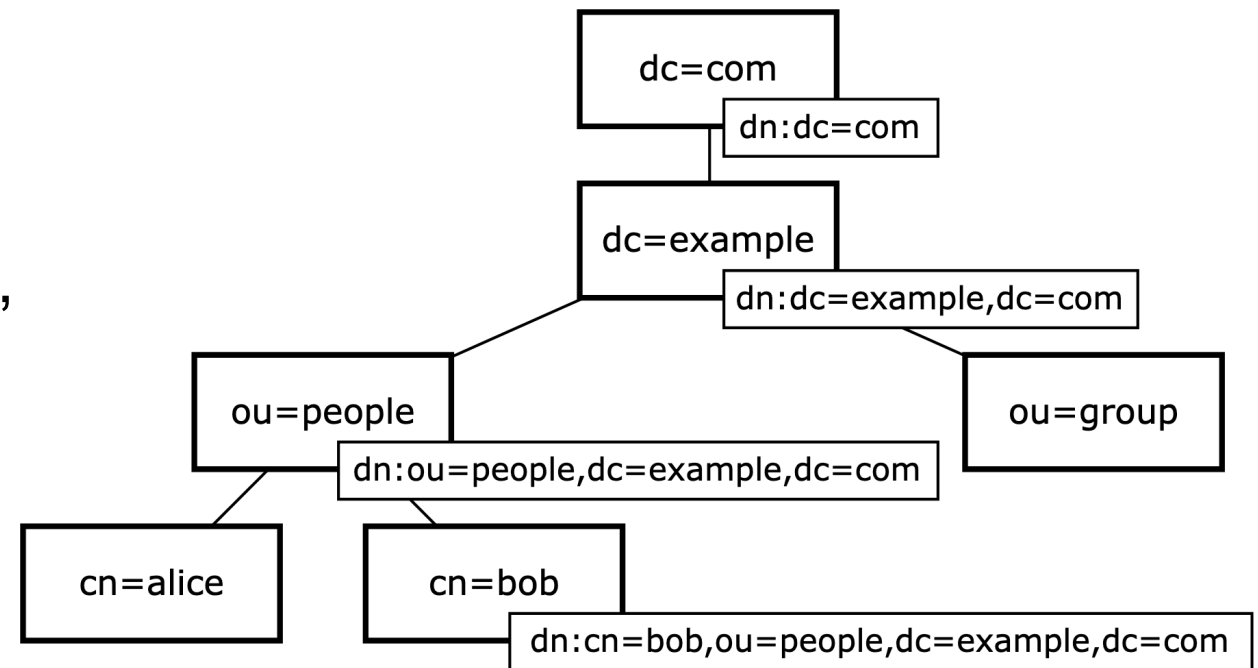 dc=com
dn:dc=com
dc=example
dn:dc=example,dc=com
,
ou=people
ou=group
dn:ou=people,dc=example,dc=com
cn=alice
cn=bob
dn:cn=bob,ou=people,dc=example,dc=com